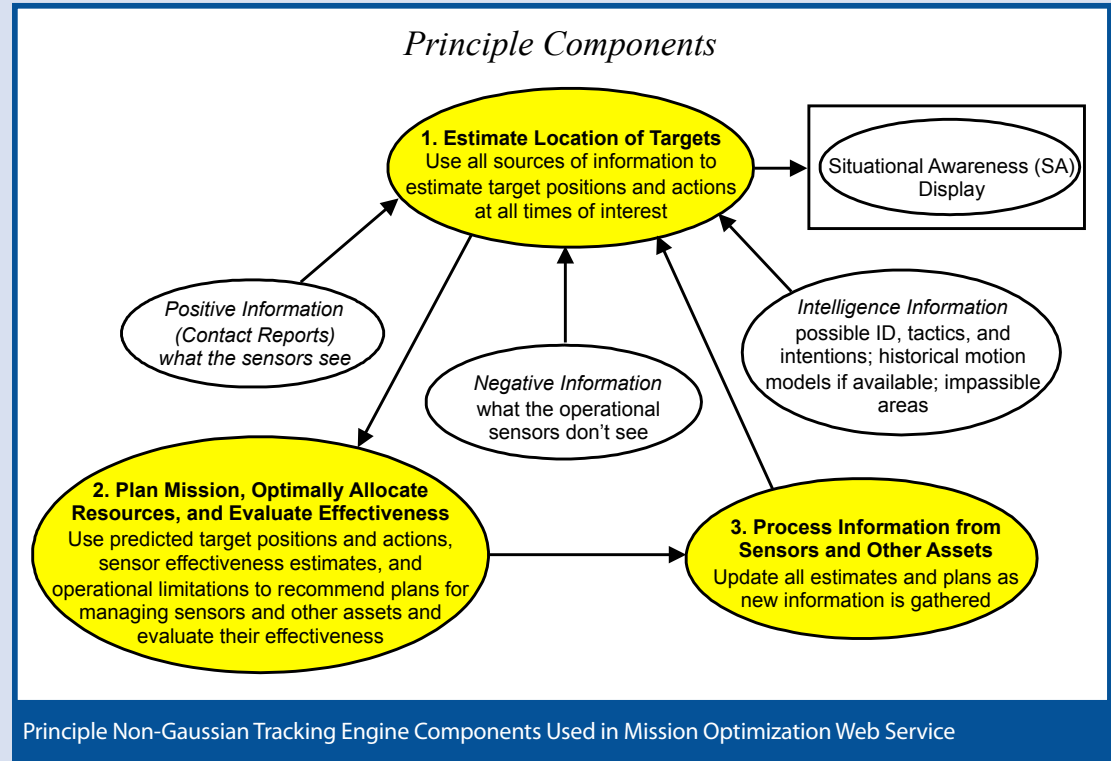 Principle Components
1. Estimate Location of Targets
Use all sources of information to
estimate target positions and actions
at all times of interest
Situational Awareness (SA)
Display
Positive Information
(Contact Reports)
what the sensors see
Negative Information
what the operational
sensors don't see
Intelligence Information
possible ID, tactics, and
intentions; historical motion
models if available; impassible
areas
2. Plan Mission, Optimally Allocate
Resources, and Evaluate Effectiveness
Use predicted target positions and actions,
sensor effectiveness estimates, and
operational limitations to recommend plans for
managing sensors and other assets and
evaluate their effectiveness
3. Process Information from
Sensors and Other Assets
Update all estimates and plans as
new information is gathered
Principle Non-Gaussian Tracking Engine Components Used in Mission Optimization Web Service